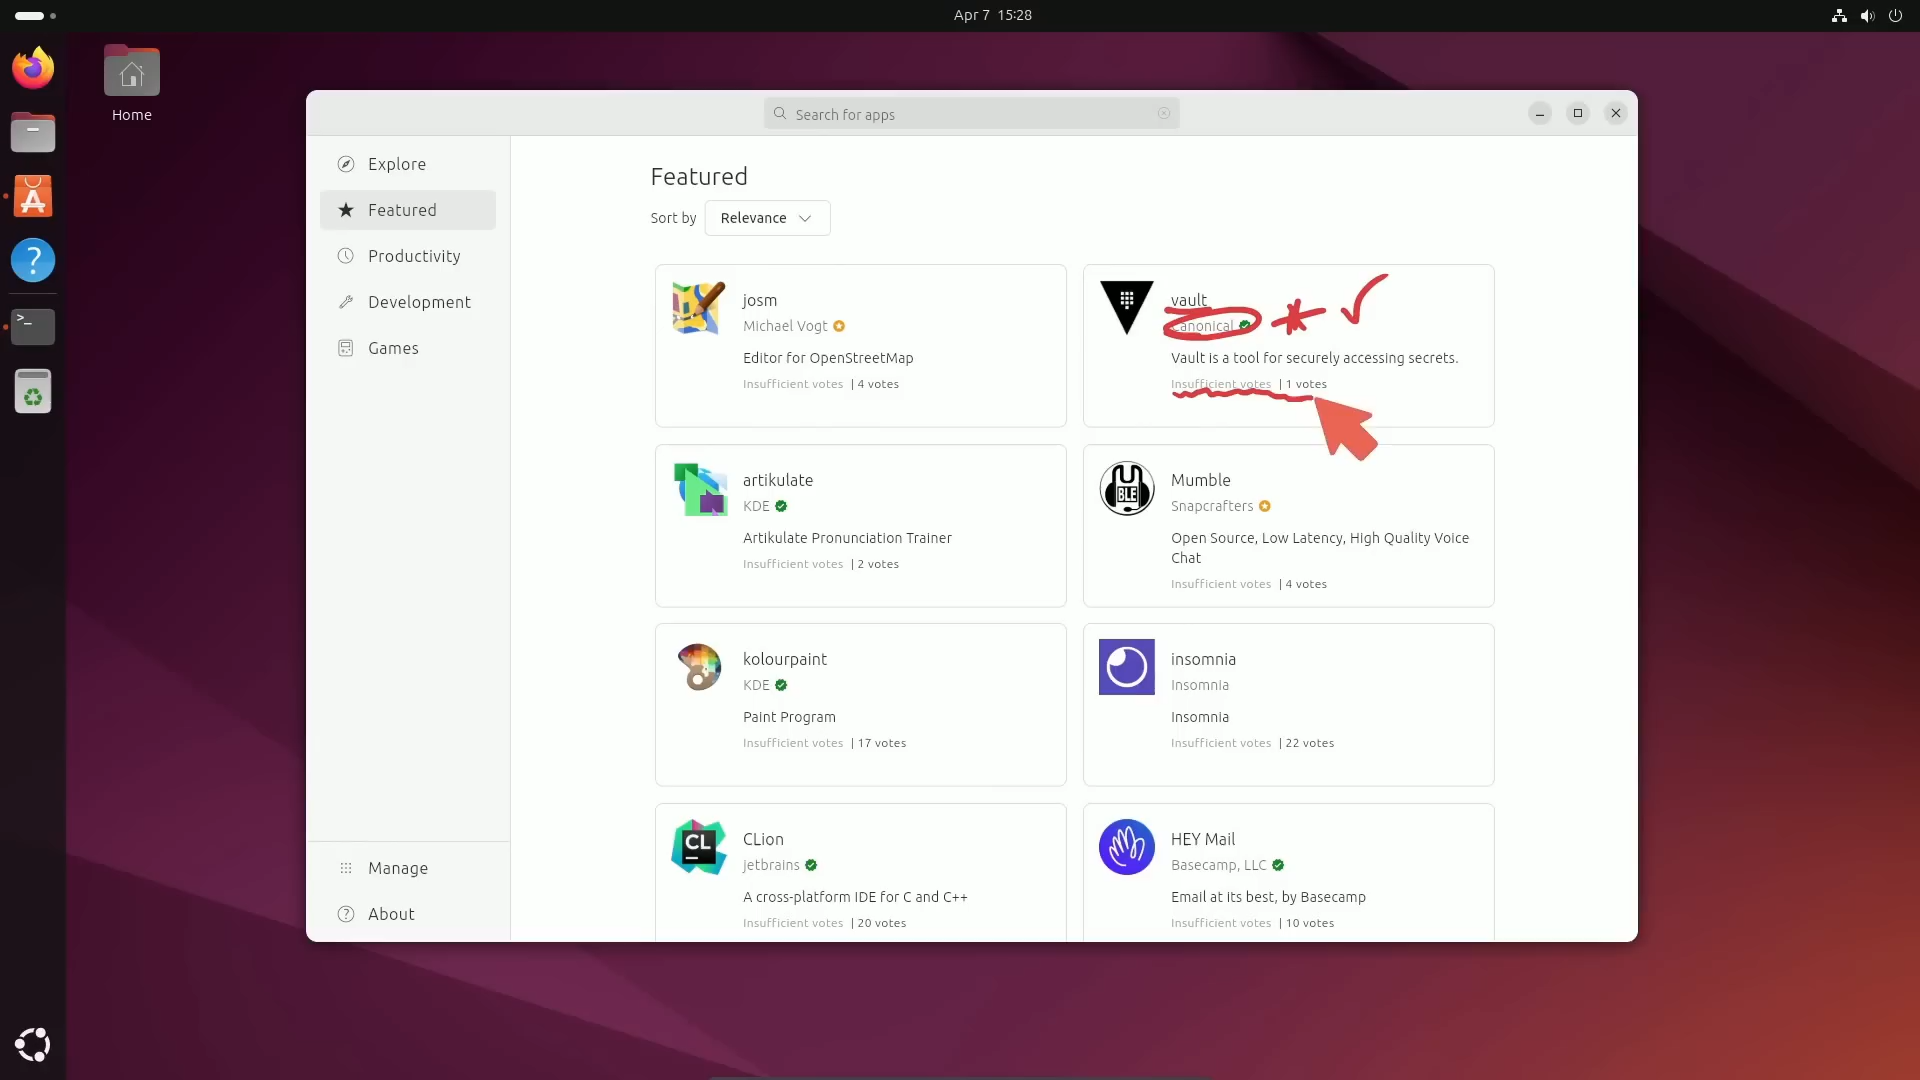 Apr 7 15:28
Home
Search for apps
Explore
Featured
Productivity
Development
Games
Manage
About
Featured
Sort by Relevance
josm
Michael Vogt
Editor for OpenStreetMap
Insufficient votes | 4 votes
vault
Canonical
Vault is a tool for securely accessing secrets.
Insufficient votes | 1 votes
artikulate
KDE
Artikulate Pronunciation Trainer
Insufficient votes | 2 votes
Mumble
Snapcrafters
Open Source, Low Latency, High Quality Voice
Chat
Insufficient votes | 4 votes
BLE
kolourpaint
KDE
Paint Program
Insufficient votes | 17 votes
insomnia
Insomnia
Insomnia
Insufficient votes | 22 votes
CL
CLion
jetbrains
A cross-platform IDE for C and C++
Insufficient votes | 20 votes
HEY Mail
Basecamp, LLC
Email at its best, by Basecamp
Insufficient votes | 10 votes